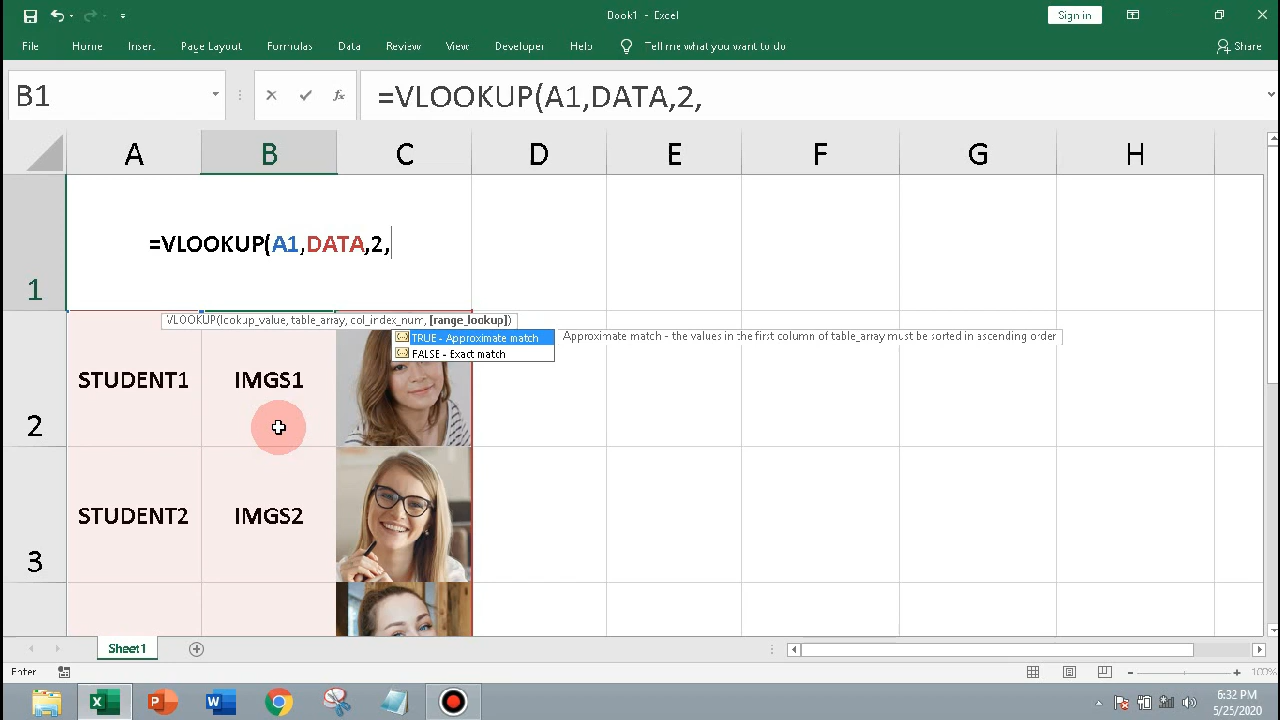 Book1 - Excel
Sign in
File Home Insert Page Layout Formulas Data Review View Developer Help Tell me what you want to do Share
B1 fx =VLOOKUP(A1,DATA,2,
A B C D E F G H
=VLOOKUP(A1,DATA,2,
1
VLOOKUP(lookup_value, table_array, col_index_num, [range_lookup])
TRUE - Approximate match
Approximate match - the values in the first column of table_array must be sorted in ascending order
FALSE - Exact match
STUDENT1 IMGS1
2
STUDENT2 IMGS2
3
Sheet1
Enter
100%
6:32 PM
5/25/2020